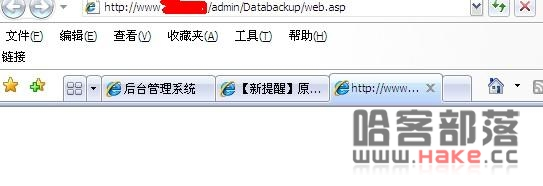 http://www. /admin/Databackup/web.asp
文件(F) 编辑(E) 查看(V) 收藏夹(A) 工具(T) 帮助(H)
链接
后台管理系统 【新提醒】原... http://www...
哈客部落
www.Hake.cc